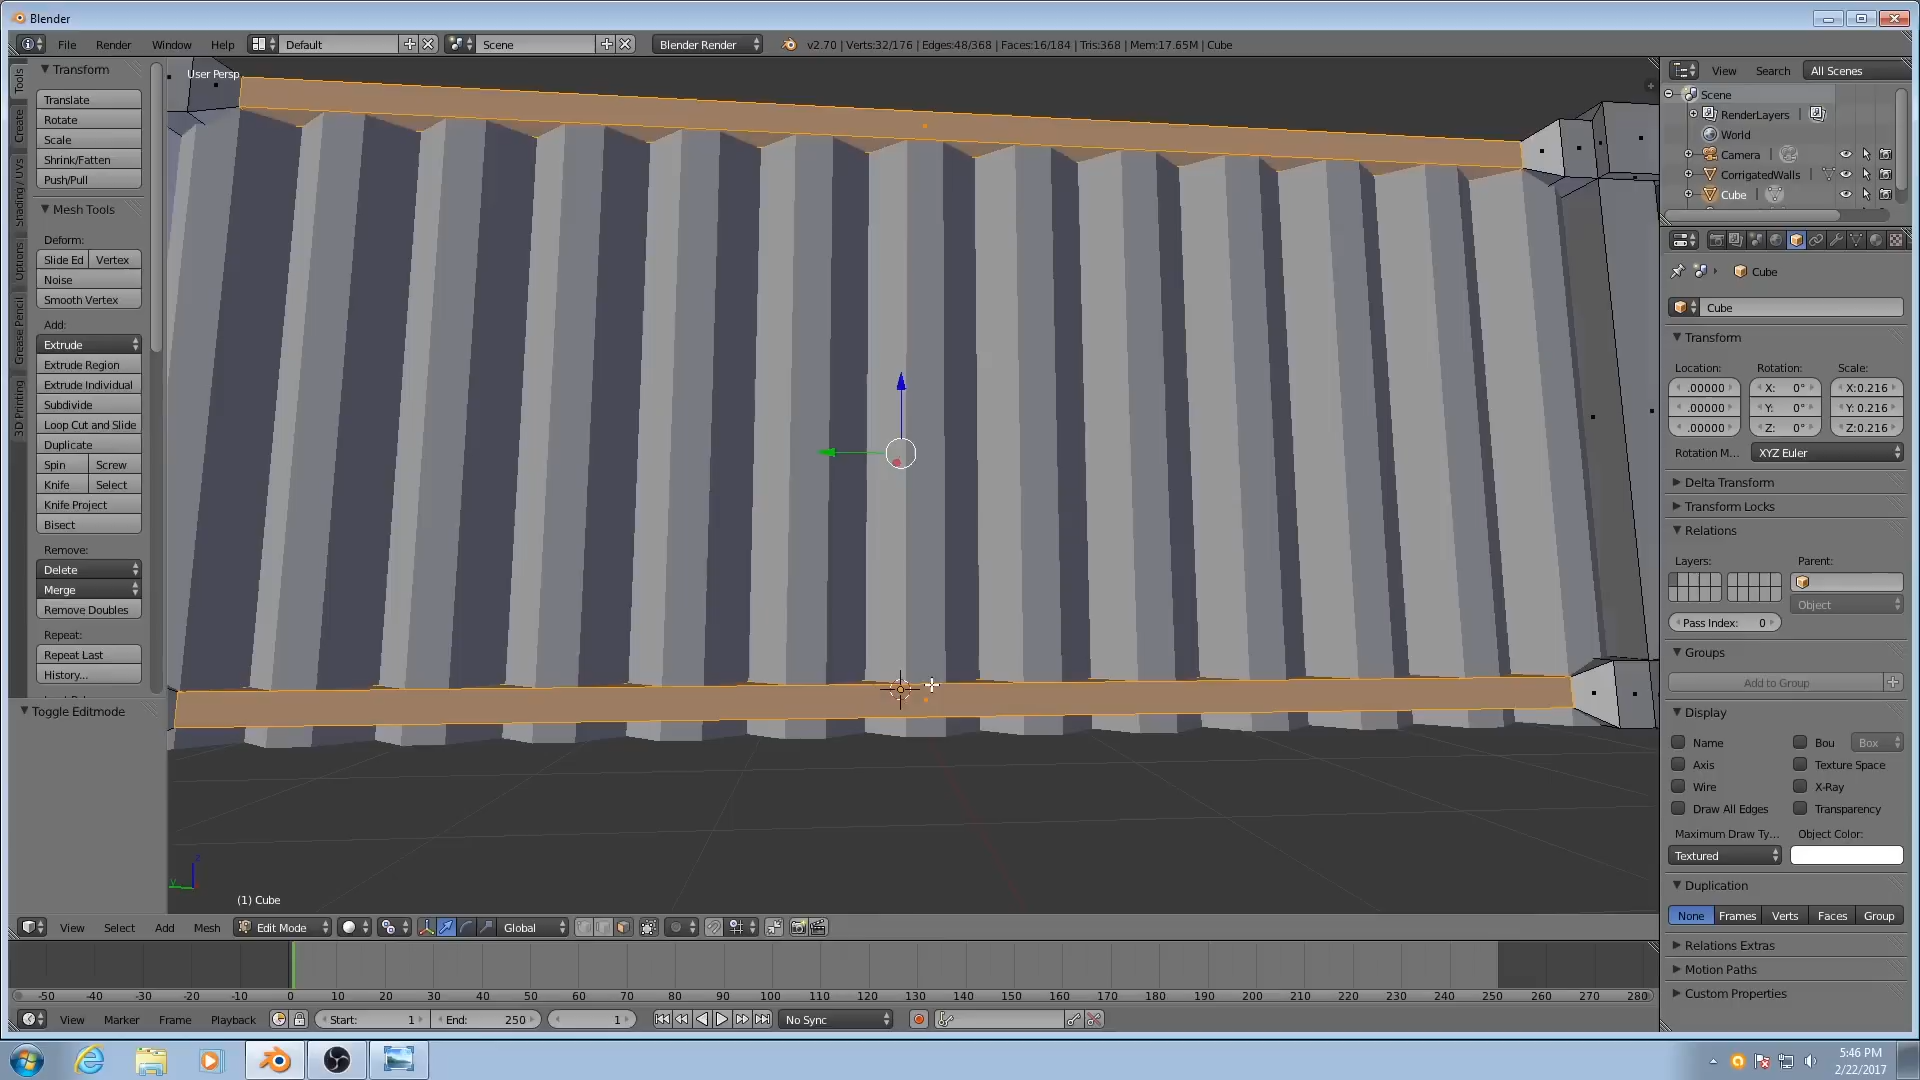 Blender
File Render Window Help Default Scene Blender Render v2.70 | Verts:32/176 | Edges:48/368 | Faces:16/184 | Tris:368 | Mem:17.65M | Cube
Tools
Create
Shading / UVs
Options
Grease Pencil
3D Printing
Transform
Translate
Rotate
Scale
Shrink/Fatten
Push/Pull
Mesh Tools
Deform:
Slide Ed Vertex
Noise
Smooth Vertex
Add:
Extrude
Extrude Region
Extrude Individual
Subdivide
Loop Cut and Slide
Duplicate
Spin Screw
Knife Select
Knife Project
Bisect
Remove:
Delete
Merge
Remove Doubles
Repeat:
Repeat Last
History...
Toggle Editmode
User Persp
z
y
(1) Cube
View Search All Scenes
Scene
RenderLayers
World
Camera
CorrigatedWalls
Cube
Cube
Cube
Transform
Location: Rotation: Scale:
.00000 X: 0° X:0.216
.00000 Y: 0° Y: 0.216
.00000 Z: 0° Z:0.216
Rotation M... XYZ Euler
Delta Transform
Transform Locks
Relations
Layers: Parent:
Object
Pass Index: 0
Groups
Add to Group
Display
Name Bou Box
Axis Texture Space
Wire X-Ray
Draw All Edges Transparency
Maximum Draw Ty... Object Color:
Textured
Duplication
None Frames Verts Faces Group
Relations Extras
Motion Paths
Custom Properties
View Select Add Mesh Edit Mode Global
-50 -40 -30 -20 -10 0 10 20 30 40 50 60 70 80 90 100 110 120 130 140 150 160 170 180 190 200 210 220 230 240 250 260 270 280
View Marker Frame Playback Start: 1 End: 250 1 No Sync
5:46 PM
2/22/2017